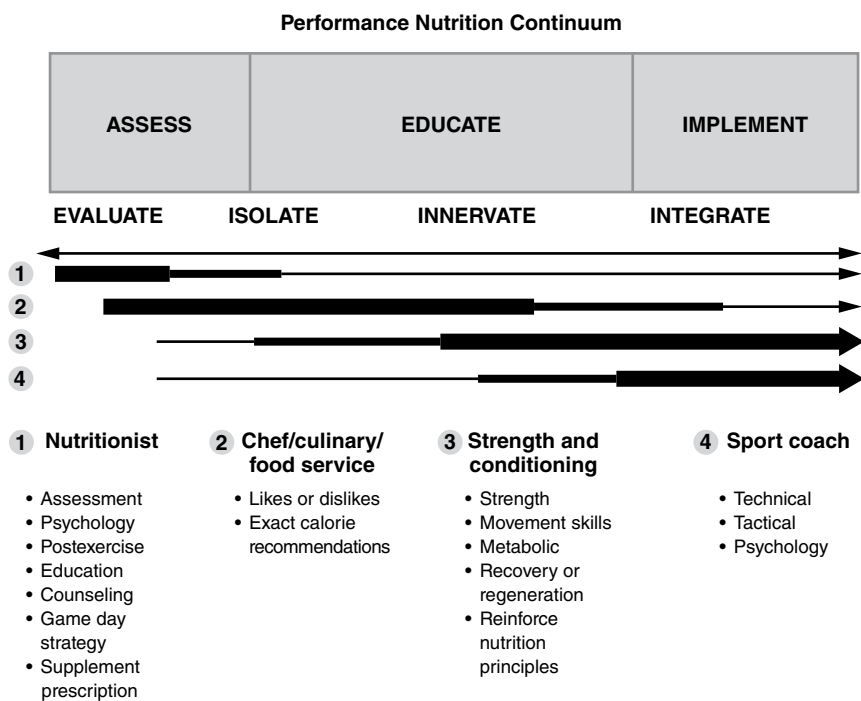 Performance Nutrition Continuum
ASSESS
EDUCATE
IMPLEMENT
EVALUATE
ISOLATE
INNERVATE
INTEGRATE
1
2
3
4
1 Nutritionist
• Assessment
• Psychology
• Postexercise
• Education
• Counseling
• Game day
strategy
• Supplement
prescription
2 Chef/culinary/
food service
• Likes or dislikes
• Exact calorie
recommendations
3 Strength and
conditioning
• Strength
• Movement skills
• Metabolic
• Recovery or
regeneration
• Reinforce
nutrition
principles
4 Sport coach
• Technical
• Tactical
• Psychology